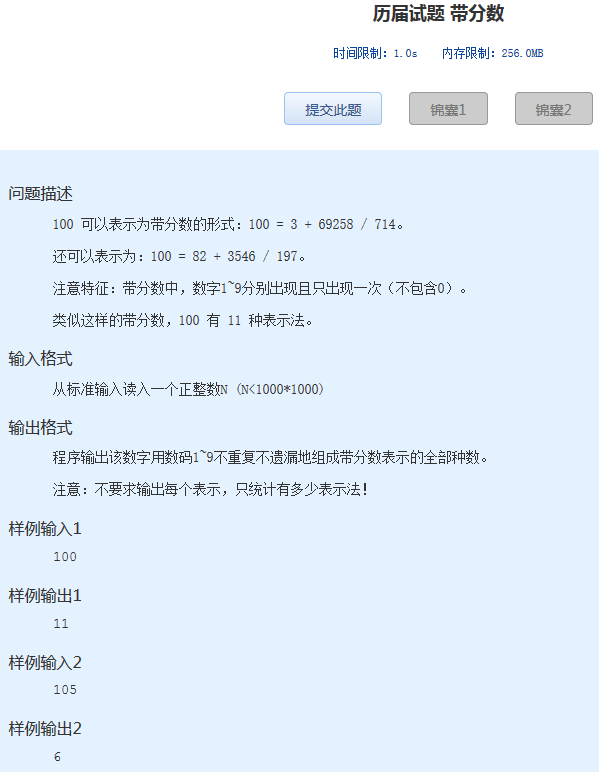 历届试题 带分数
时间限制：1.0s 内存限制：256.0MB
提交此题 锦囊1 锦囊2
问题描述
100 可以表示为带分数的形式：100 = 3 + 69258 / 714。
还可以表示为：100 = 82 + 3546 / 197。
注意特征：带分数中，数字1~9分别出现且只出现一次（不包含0）。
类似这样的带分数，100 有 11 种表示法。
输入格式
从标准输入读入一个正整数N (N<1000*1000)
输出格式
程序输出该数字用数码1~9不重复不遗漏地组成带分数表示的全部种数。
注意：不要求输出每个表示，只统计有多少表示法！
样例输入1
100
样例输出1
11
样例输入2
105
样例输出2
6